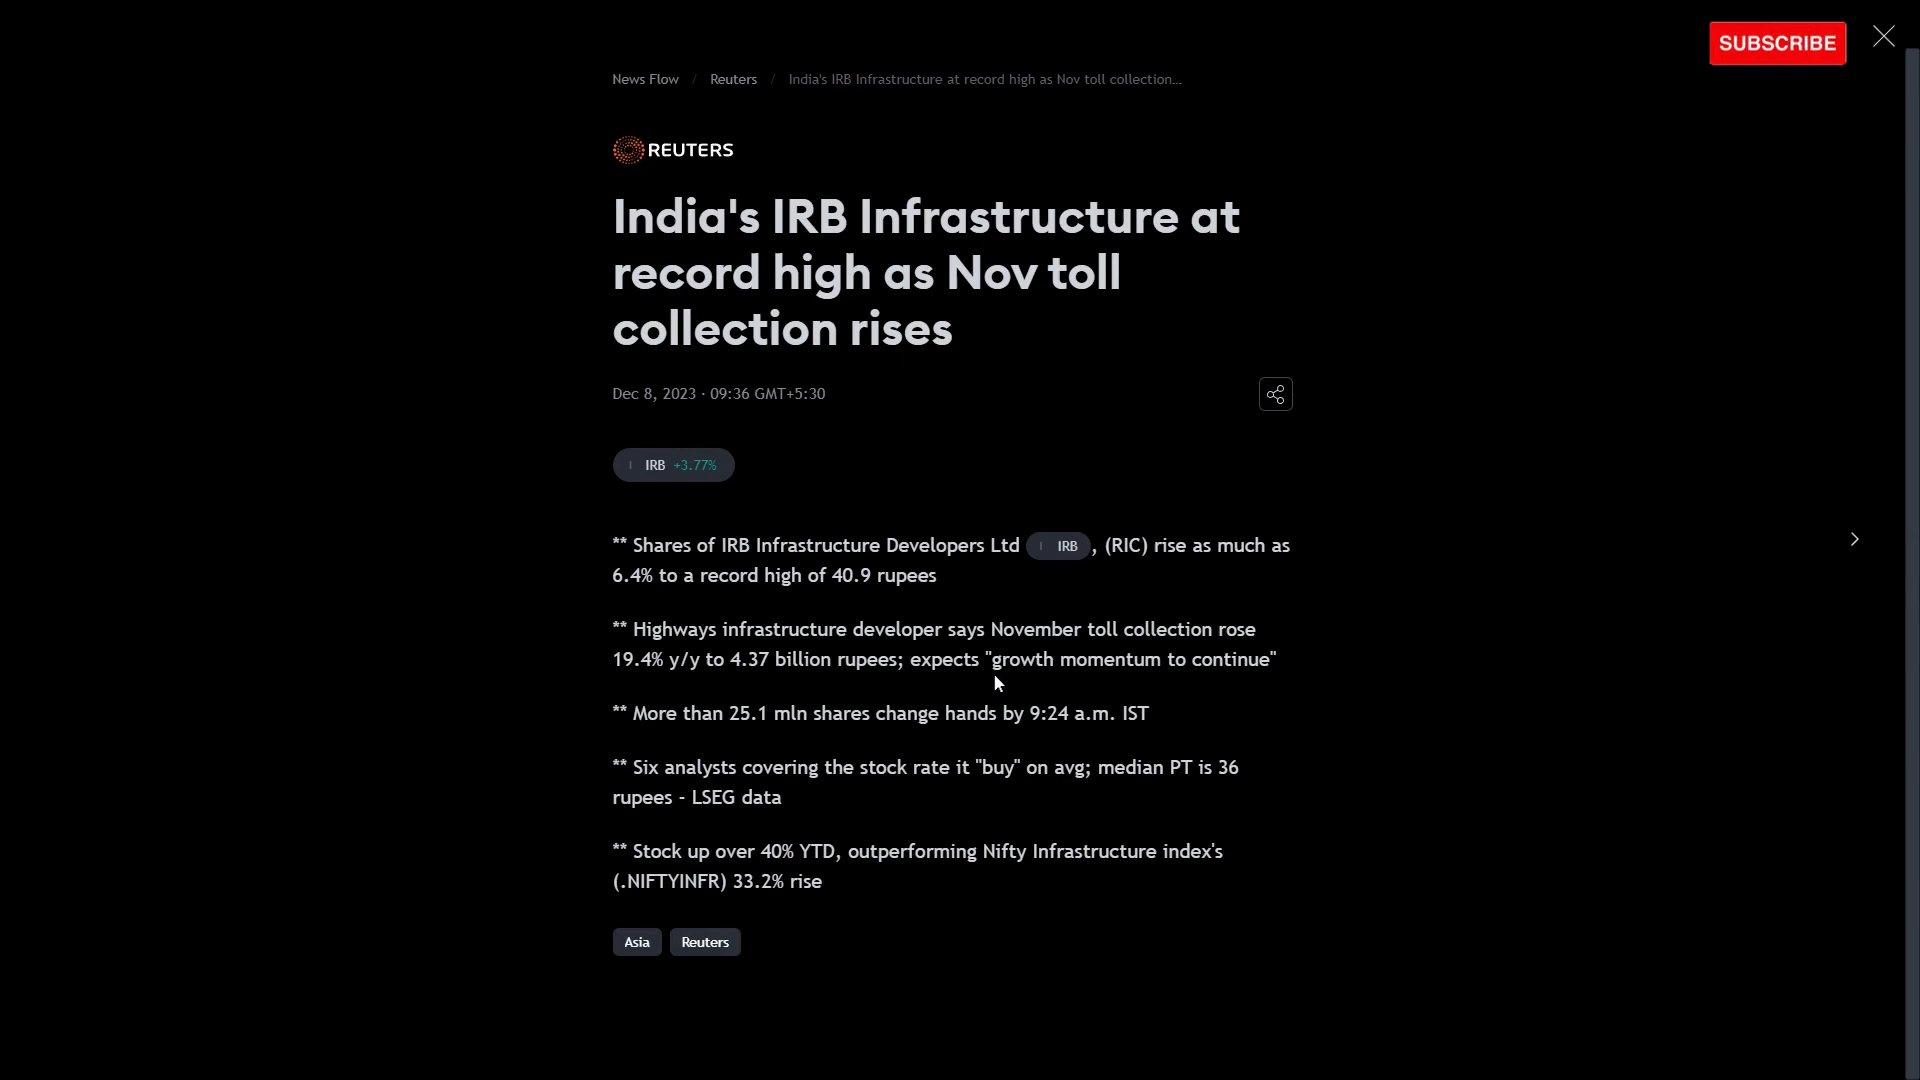 SUBSCRIBE
News Flow / Reuters / India's IRB Infrastructure at record high as Nov toll collection...
REUTERS
India's IRB Infrastructure at
record high as Nov toll
collection rises
Dec 8, 2023 · 09:36 GMT+5:30
I IRB +3.77%
** Shares of IRB Infrastructure Developers Ltd I IRB , (RIC) rise as much as
6.4% to a record high of 40.9 rupees
** Highways infrastructure developer says November toll collection rose
19.4% y/y to 4.37 billion rupees; expects "growth momentum to continue"
** More than 25.1 mln shares change hands by 9:24 a.m. IST
** Six analysts covering the stock rate it "buy" on avg; median PT is 36
rupees - LSEG data
** Stock up over 40% YTD, outperforming Nifty Infrastructure index's
(.NIFTYINFR) 33.2% rise
Asia Reuters